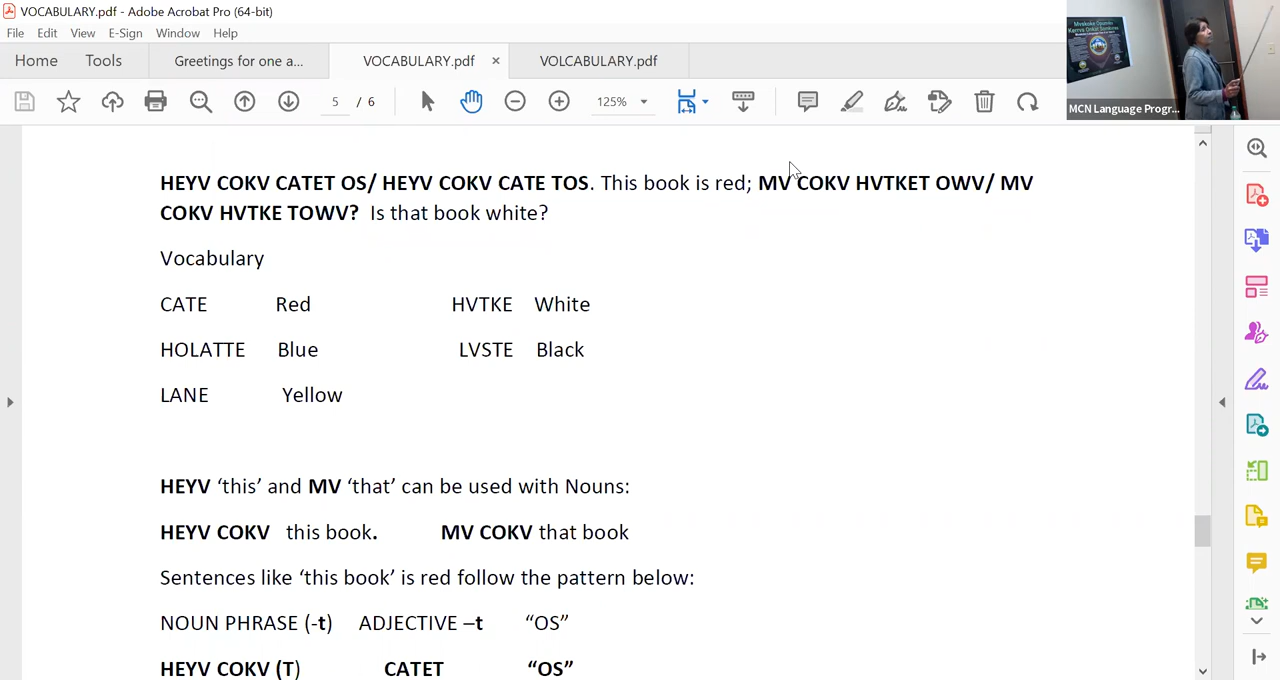 VOCABULARY.pdf - Adobe Acrobat Pro (64-bit)
File Edit View E-Sign Window Help
Home Tools Greetings for one a... VOCABULARY.pdf × VOLCABULARY.pdf
5 / 6 125%
MCN Language Progr...
HEYV COKV CATET OS/ HEYV COKV CATE TOS. This book is red; MV COKV HVTKET OWV/ MV
COKV HVTKE TOWV? Is that book white?
Vocabulary
CATE Red HVTKE White
HOLATTE Blue LVSTE Black
LANE Yellow
HEYV ‘this’ and MV ‘that’ can be used with Nouns:
HEYV COKV this book. MV COKV that book
Sentences like ‘this book’ is red follow the pattern below:
NOUN PHRASE (-t) ADJECTIVE –t “OS”
HEYV COKV (T) CATET “OS”